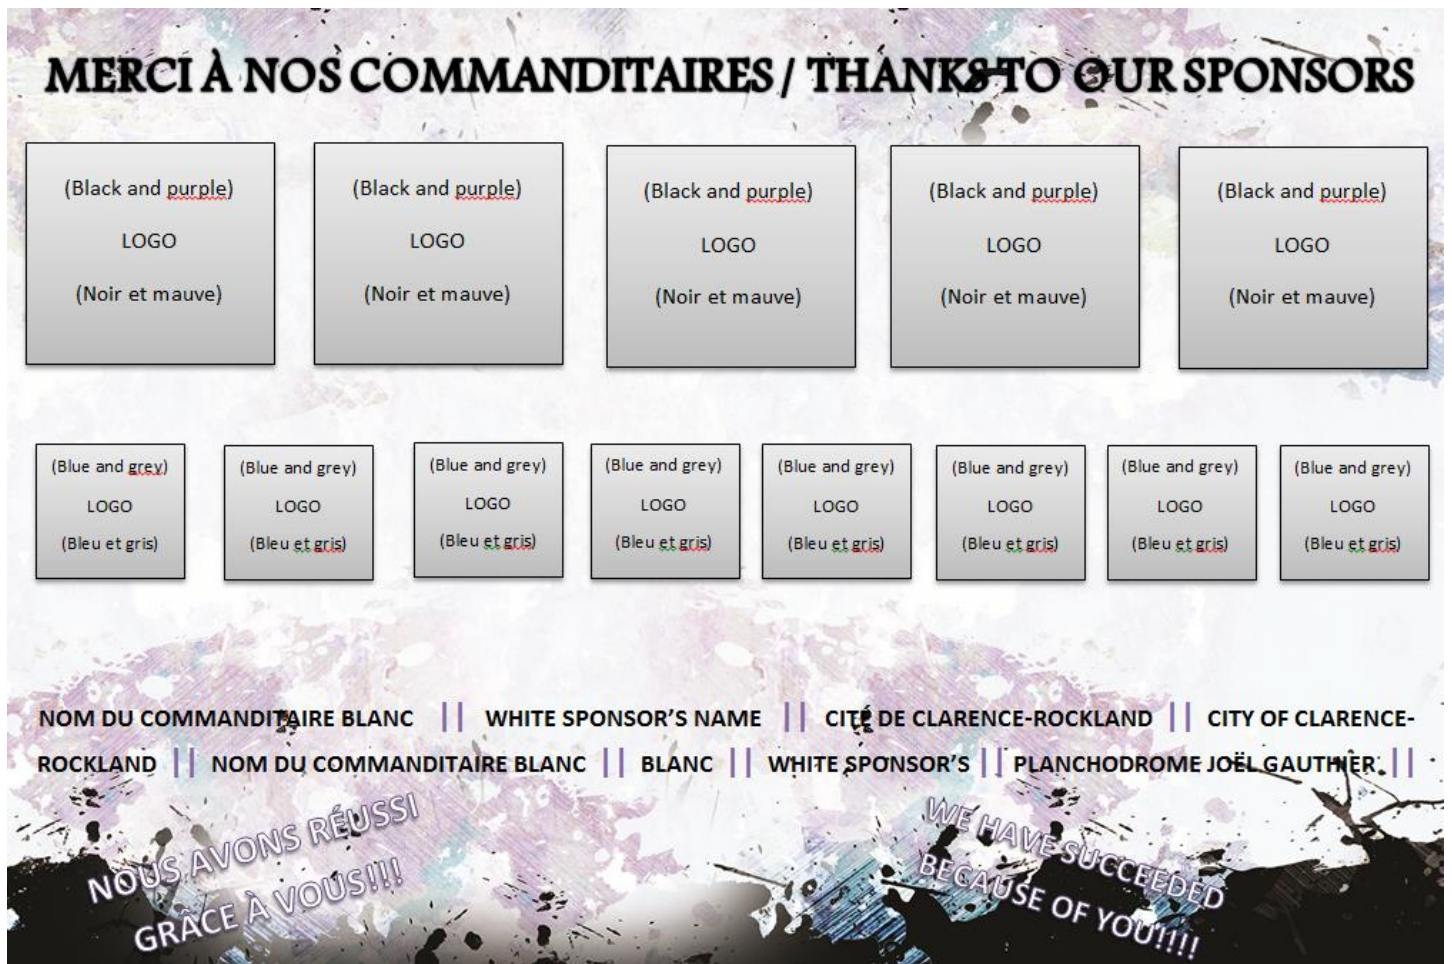 MERCI À NOS COMMANDITAIRES / THANKS TO OUR SPONSORS
(Black and purple)
LOGO
(Noir et mauve)
(Black and purple)
LOGO
(Noir et mauve)
(Black and purple)
LOGO
(Noir et mauve)
(Black and purple)
LOGO
(Noir et mauve)
(Black and purple)
LOGO
(Noir et mauve)
(Blue and grey)
LOGO
(Bleu et gris)
(Blue and grey)
LOGO
(Bleu et gris)
(Blue and grey)
LOGO
(Bleu et gris)
(Blue and grey)
LOGO
(Bleu et gris)
(Blue and grey)
LOGO
(Bleu et gris)
(Blue and grey)
LOGO
(Bleu et gris)
(Blue and grey)
LOGO
(Bleu et gris)
(Blue and grey)
LOGO
(Bleu et gris)
NOM DU COMMANDITAIRE BLANC || WHITE SPONSOR'S NAME || CITÉ DE CLARENCE-ROCKLAND || CITY OF CLARENCE-
ROCKLAND || NOM DU COMMANDITAIRE BLANC || BLANC || WHITE SPONSOR'S || PLANCHODROME JOËL GAUTHIER ||
NOUS AVONS RÉUSSI
GRÂCE À VOUS!!!
WE HAVE SUCCEEDED
BECAUSE OF YOU!!!!